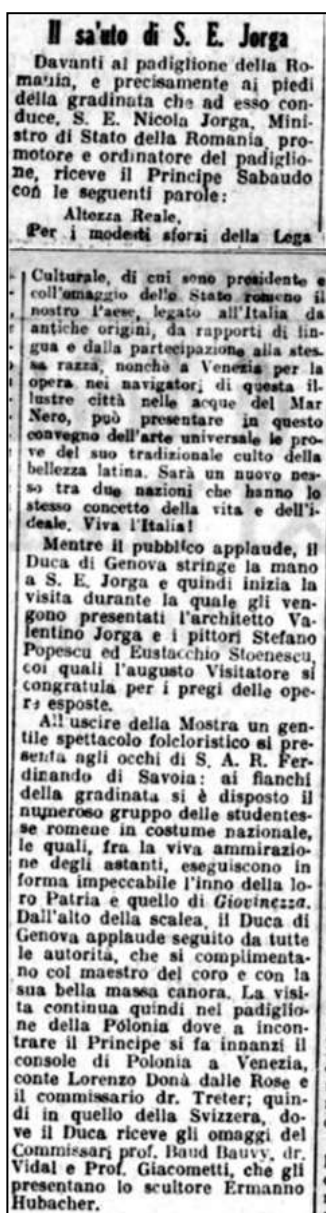 Il sa'uto di S. E. Jorga
Davanti al padiglione della Ro-
mania, e precisamente ai piedi
della gradinata che ad esso con-
duce, S. E. Nicola Jorga, Mini-
stro di Stato della Romania, pro-
motore e ordinatore del padiglio-
ne, riceve il Principe Sabaudo
con le seguenti parole:
Altezza Reale,
Per i modesti sforzi della Lega
Culturale, di cui sono presidente e
coll'omaggio dello Stato romeno il
nostro Paese, legato all'Italia da
antiche origini, da rapporti di lin-
gua e dalla partecipazione alla stes-
sa razza, nonchè a Venezia per la
opera nei navigatori di questa il-
lustre città nelle acque del Mar
Nero, può presentare in questo
convegno dell'arte universale le pro-
ve del suo tradizionale culto della
bellezza latina. Sarà un nuovo nes-
so tra due nazioni che hanno lo
stesso concetto della vita e dell'i-
deale. Viva l'Italia!
Mentre il pubblico applaude, il
Duca di Genova stringe la mano
a S. E. Jorga e quindi inizia la
visita durante la quale gli ven-
gono presentati l'architetto Va-
lentino Jorga e i pittori Stefano
Popescu ed Eustacchio Stoenescu,
coi quali l'augusto Visitatore si
congratula per i pregi delle ope-
re esposte.
All'uscire della Mostra un gen-
tile spettacolo folcloristico si pre-
senta agli occhi di S. A. R. Fer-
dinando di Savoia: ai fianchi
della gradinata si è disposto il
numeroso gruppo delle studentes-
se romene in costume nazionale,
le quali, fra la viva ammirazio-
ne degli astanti, eseguiscono in
forma impeccabile l'inno della lo-
ro Patria e quello di Giovinezza.
Dall'alto della scalea, il Duca di
Genova applaude seguito da tutte
le autorità, che si complimenta-
no col maestro del coro e con la
sua bella massa canora. La visi-
ta continua quindi nel padiglio-
ne della Polonia dove a incon-
trare il Principe si fa innanzi il
console di Polonia a Venezia,
conte Lorenzo Donà dalle Rose e
il commissario dr. Treter; quin-
di in quello della Svizzera, do-
ve il Duca riceve gli omaggi del
Commissari prof. Baud Bauvy, dr.
Vidal e Prof. Giacometti, che gli
presentano lo scultore Ermanno
Hubacher.